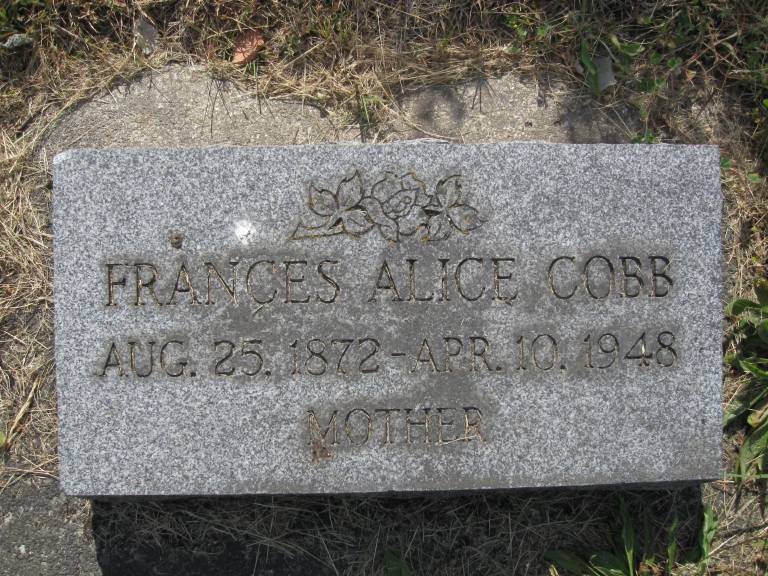 FRANCES ALICE COBB
AUG. 25. 1872 - APR. 10. 1948
MOTHER